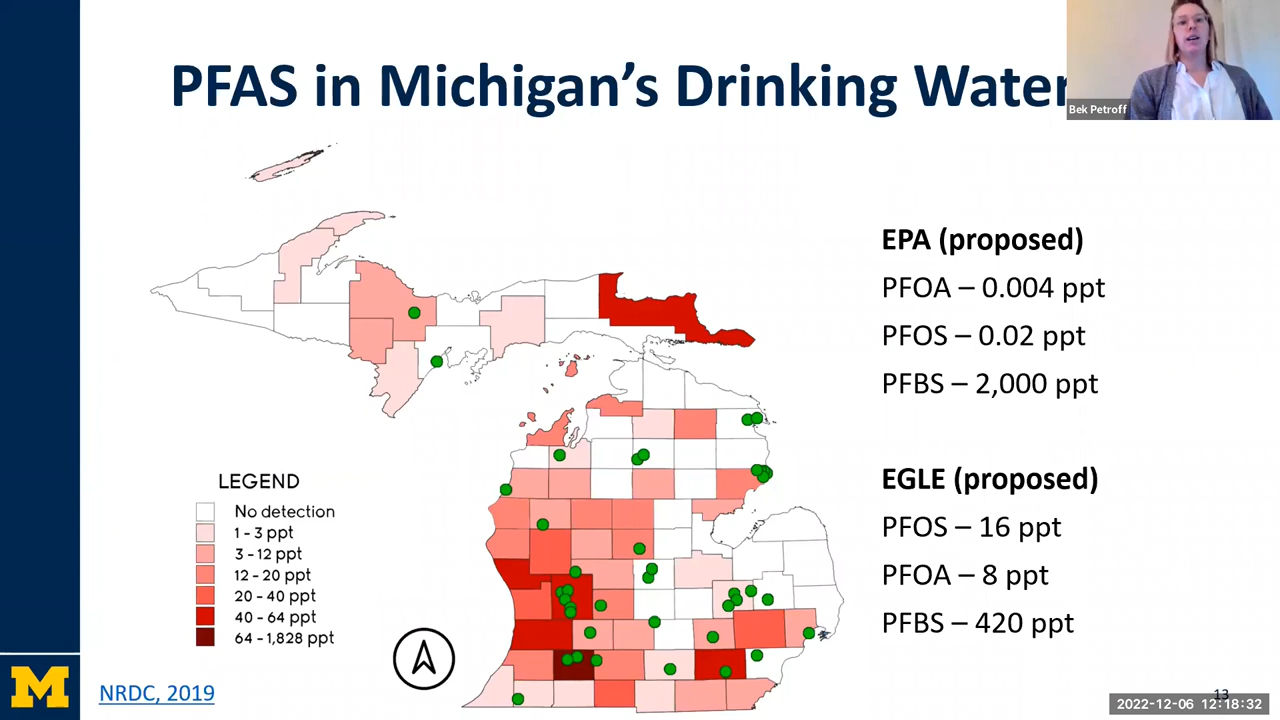 PFAS in Michigan's Drinking Water
Bek Petroff
EPA (proposed)
PFOA – 0.004 ppt
PFOS – 0.02 ppt
PFBS – 2,000 ppt
EGLE (proposed)
PFOS – 16 ppt
PFOA – 8 ppt
PFBS – 420 ppt
LEGEND
No detection
1 - 3 ppt
3 - 12 ppt
12 - 20 ppt
20 - 40 ppt
40 - 64 ppt
64 - 1,828 ppt
M
NRDC, 2019
13
2022-12-06 12:18:32